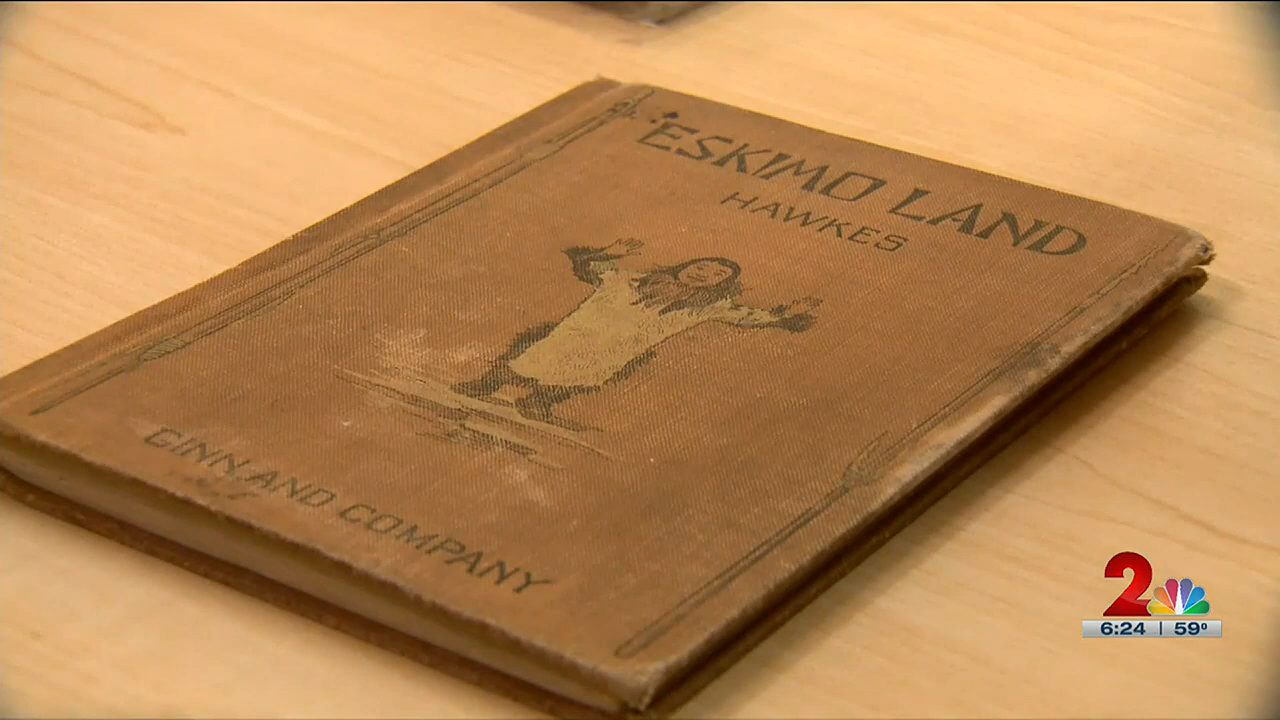 ESKIMO LAND
HAWKES
GINN AND COMPANY
2
6:24 | 59°